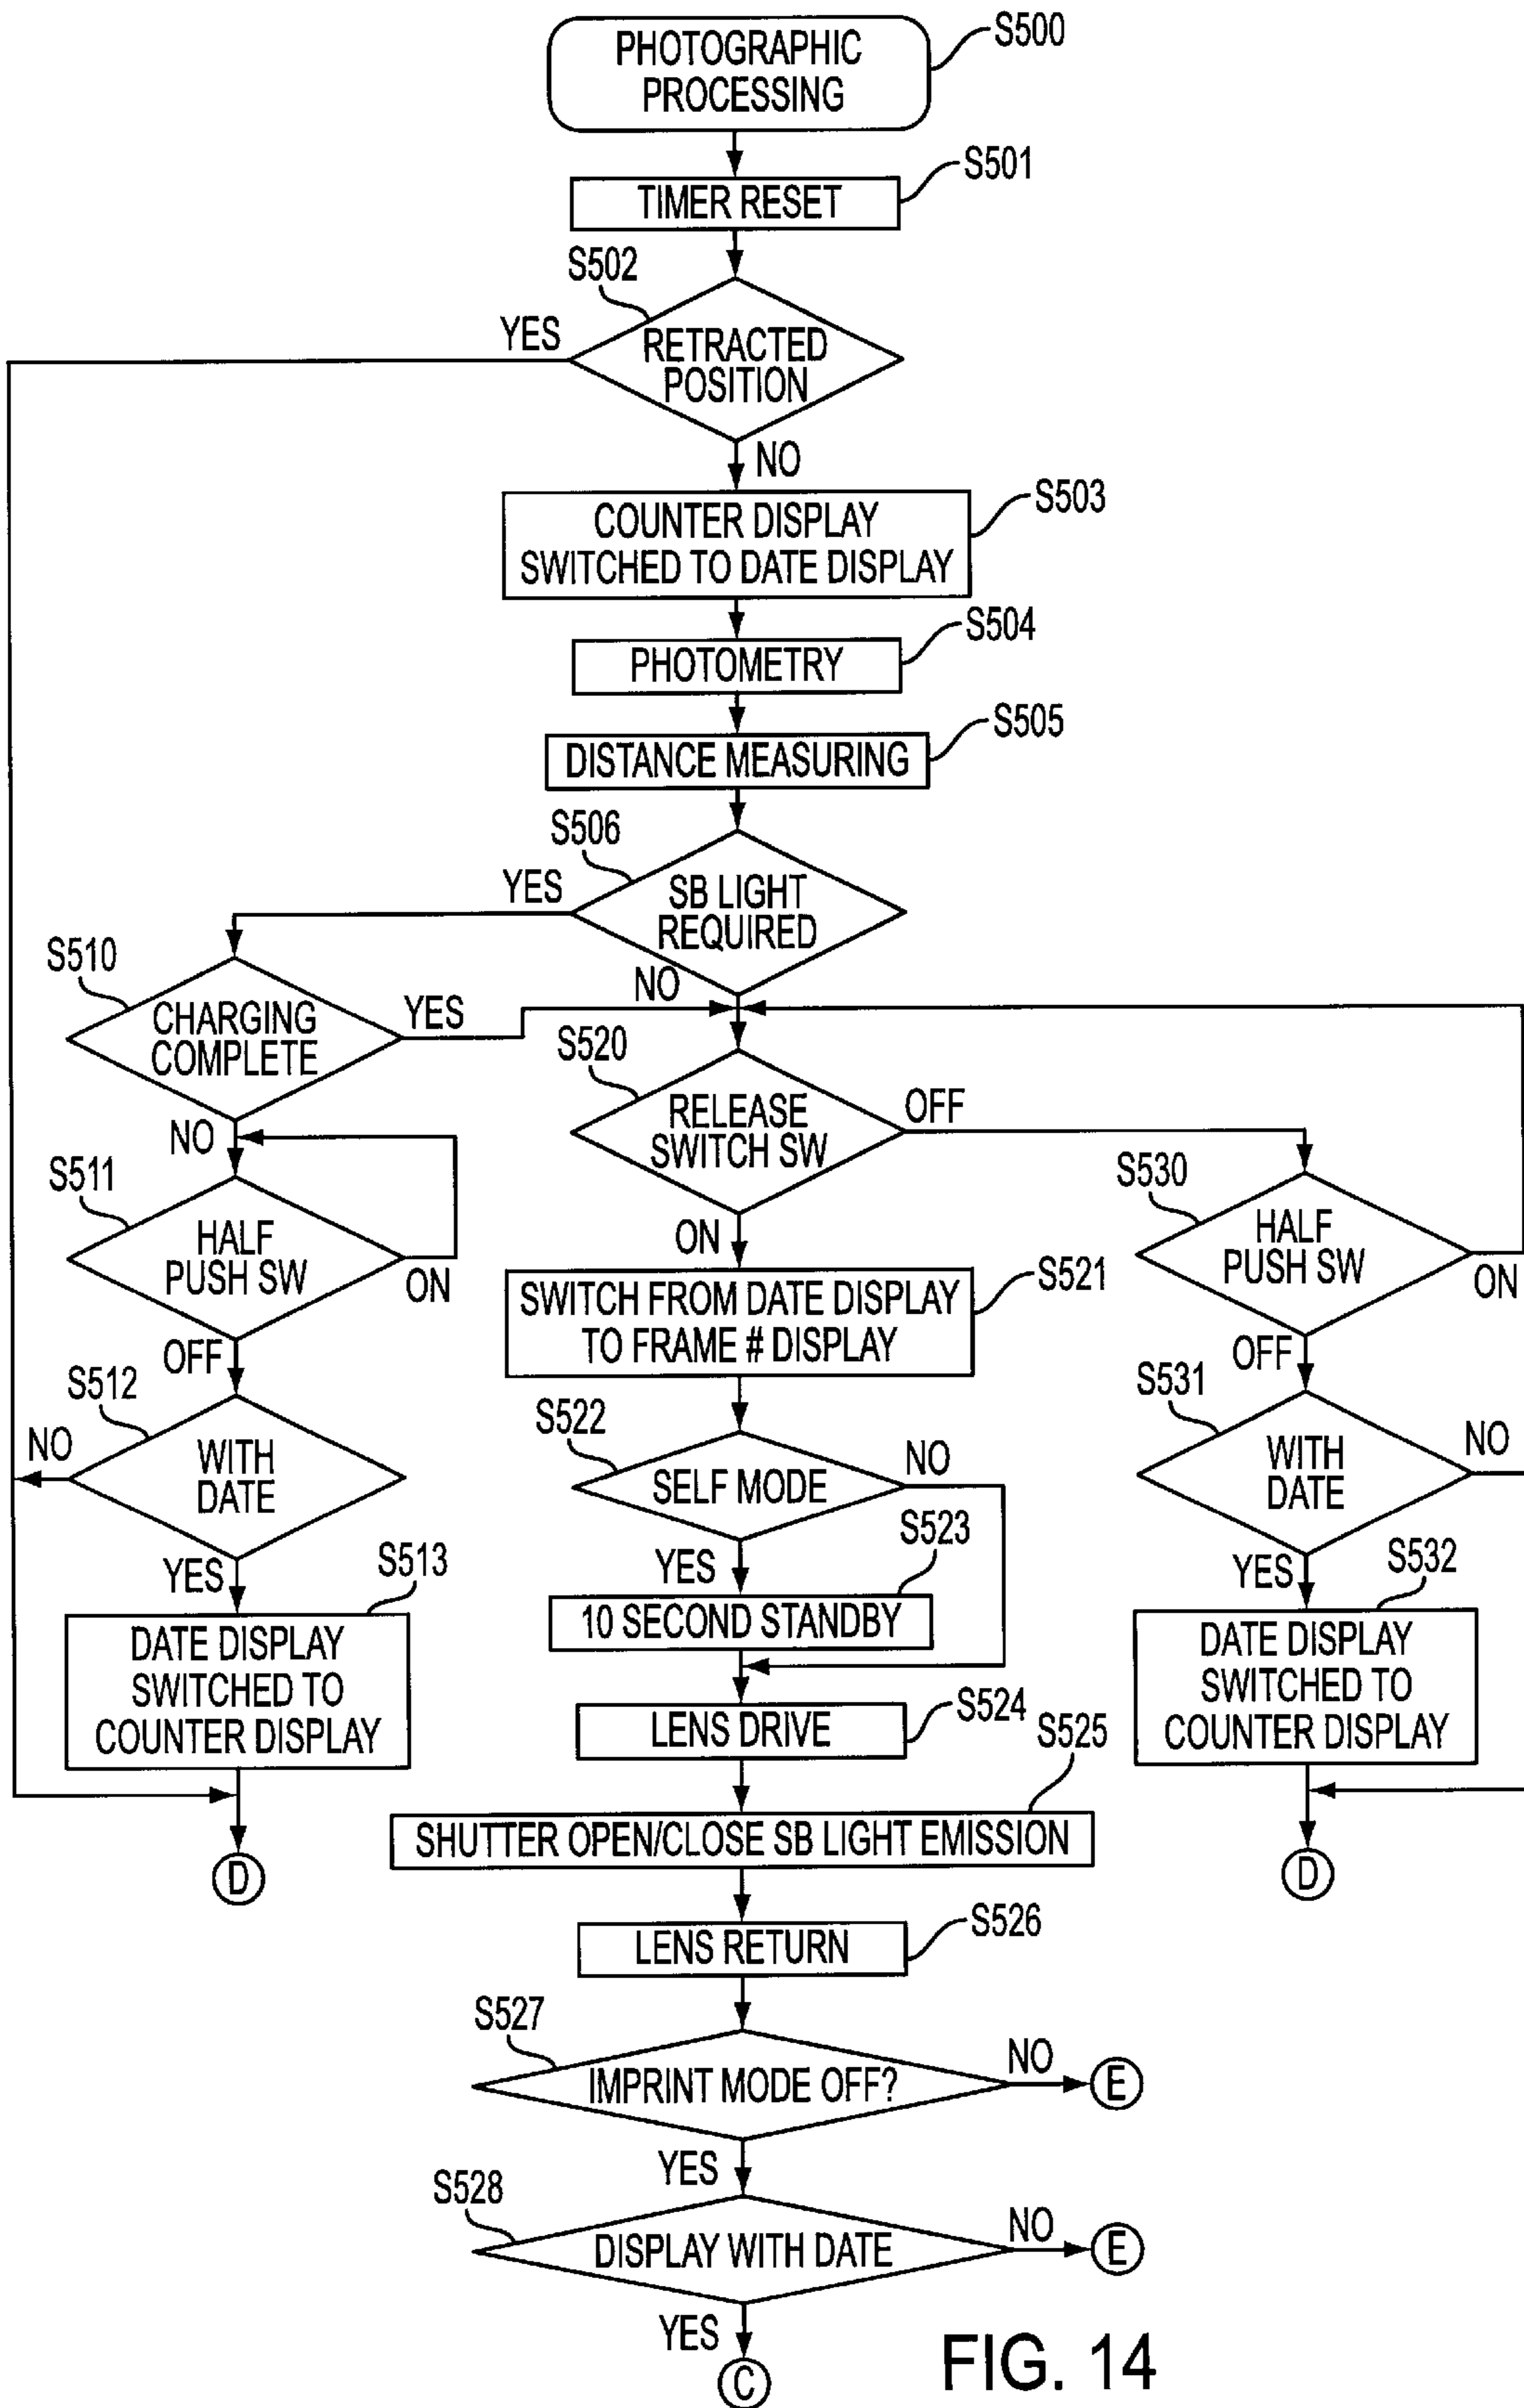 PHOTOGRAPHIC
PROCESSING
S500
TIMER RESET
S501
S502
YES
RETRACTED
POSITION
NO
COUNTER DISPLAY
SWITCHED TO DATE DISPLAY
S503
PHOTOMETRY
S504
DISTANCE MEASURING
S505
S506
YES
SB LIGHT
REQUIRED
NO
S510
CHARGING
COMPLETE
YES
NO
S511
HALF
PUSH SW
ON
OFF
S512
NO
WITH
DATE
YES
S513
DATE DISPLAY
SWITCHED TO
COUNTER DISPLAY
D
S520
RELEASE
SWITCH SW
OFF
ON
SWITCH FROM DATE DISPLAY
TO FRAME # DISPLAY
S521
S522
SELF MODE
NO
YES
S523
10 SECOND STANDBY
LENS DRIVE
S524
S525
SHUTTER OPEN/CLOSE SB LIGHT EMISSION
LENS RETURN
S526
S527
IMPRINT MODE OFF?
NO
E
YES
S528
DISPLAY WITH DATE
NO
E
YES
C
S530
HALF
PUSH SW
ON
OFF
S531
WITH
DATE
NO
YES
S532
DATE DISPLAY
SWITCHED TO
COUNTER DISPLAY
D
FIG. 14